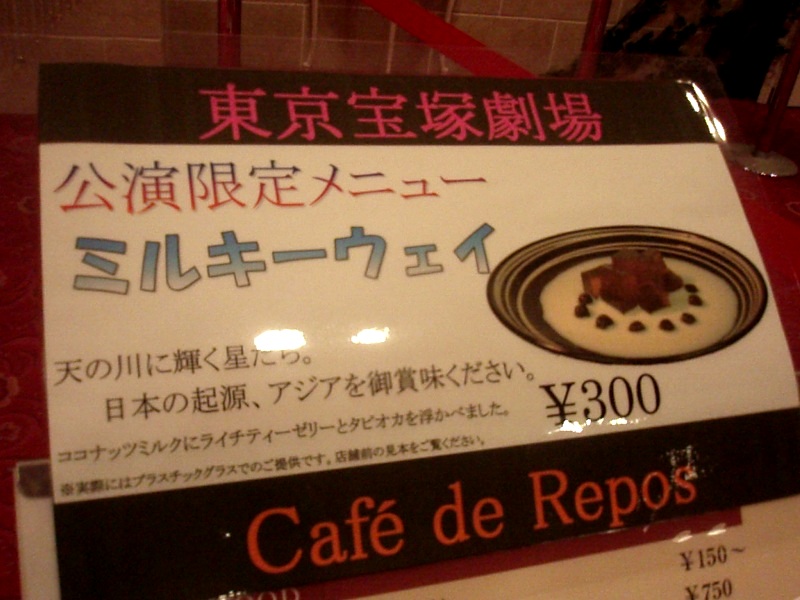 東京宝塚劇場
公演限定メニュー
ミルキーウェイ
天の川に輝く星たち。
日本の起源、アジアを御賞味ください。
¥300
ココナッツミルクにライチティーゼリーとタピオカを浮かべました。
※実際にはプラスチックグラスでのご提供です。店舗前の見本をご覧ください。
Café de Repos
¥150～
¥750